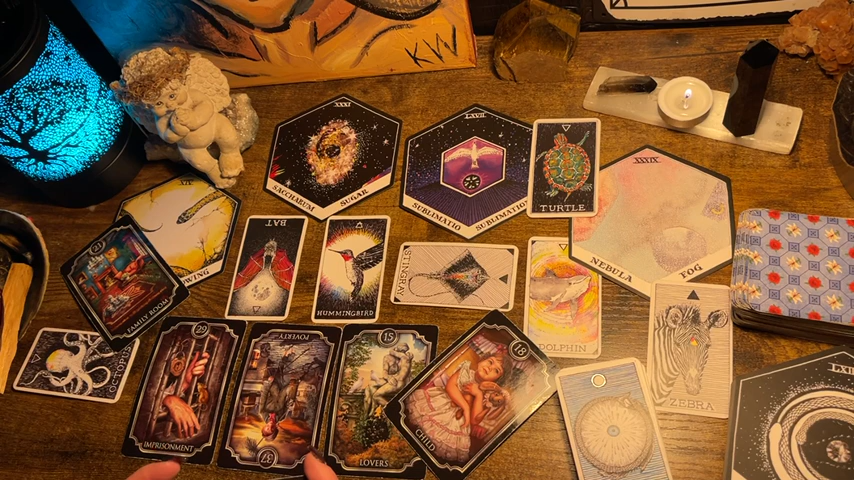 KW
XXXI
SACCHARUM
SUGAR
LXVII
SUBLIMATIO
SUBLIMATION
TURTLE
XXXIX
NEBULA
FOG
WING
21
FAMILY ROOM
BAT
HUMMINGBIRD
STINGRAY
DOLPHIN
ZEBRA
OCTOPUS
29
IMPRISONMENT
POVERTY
37
15
LOVERS
18
CHILD